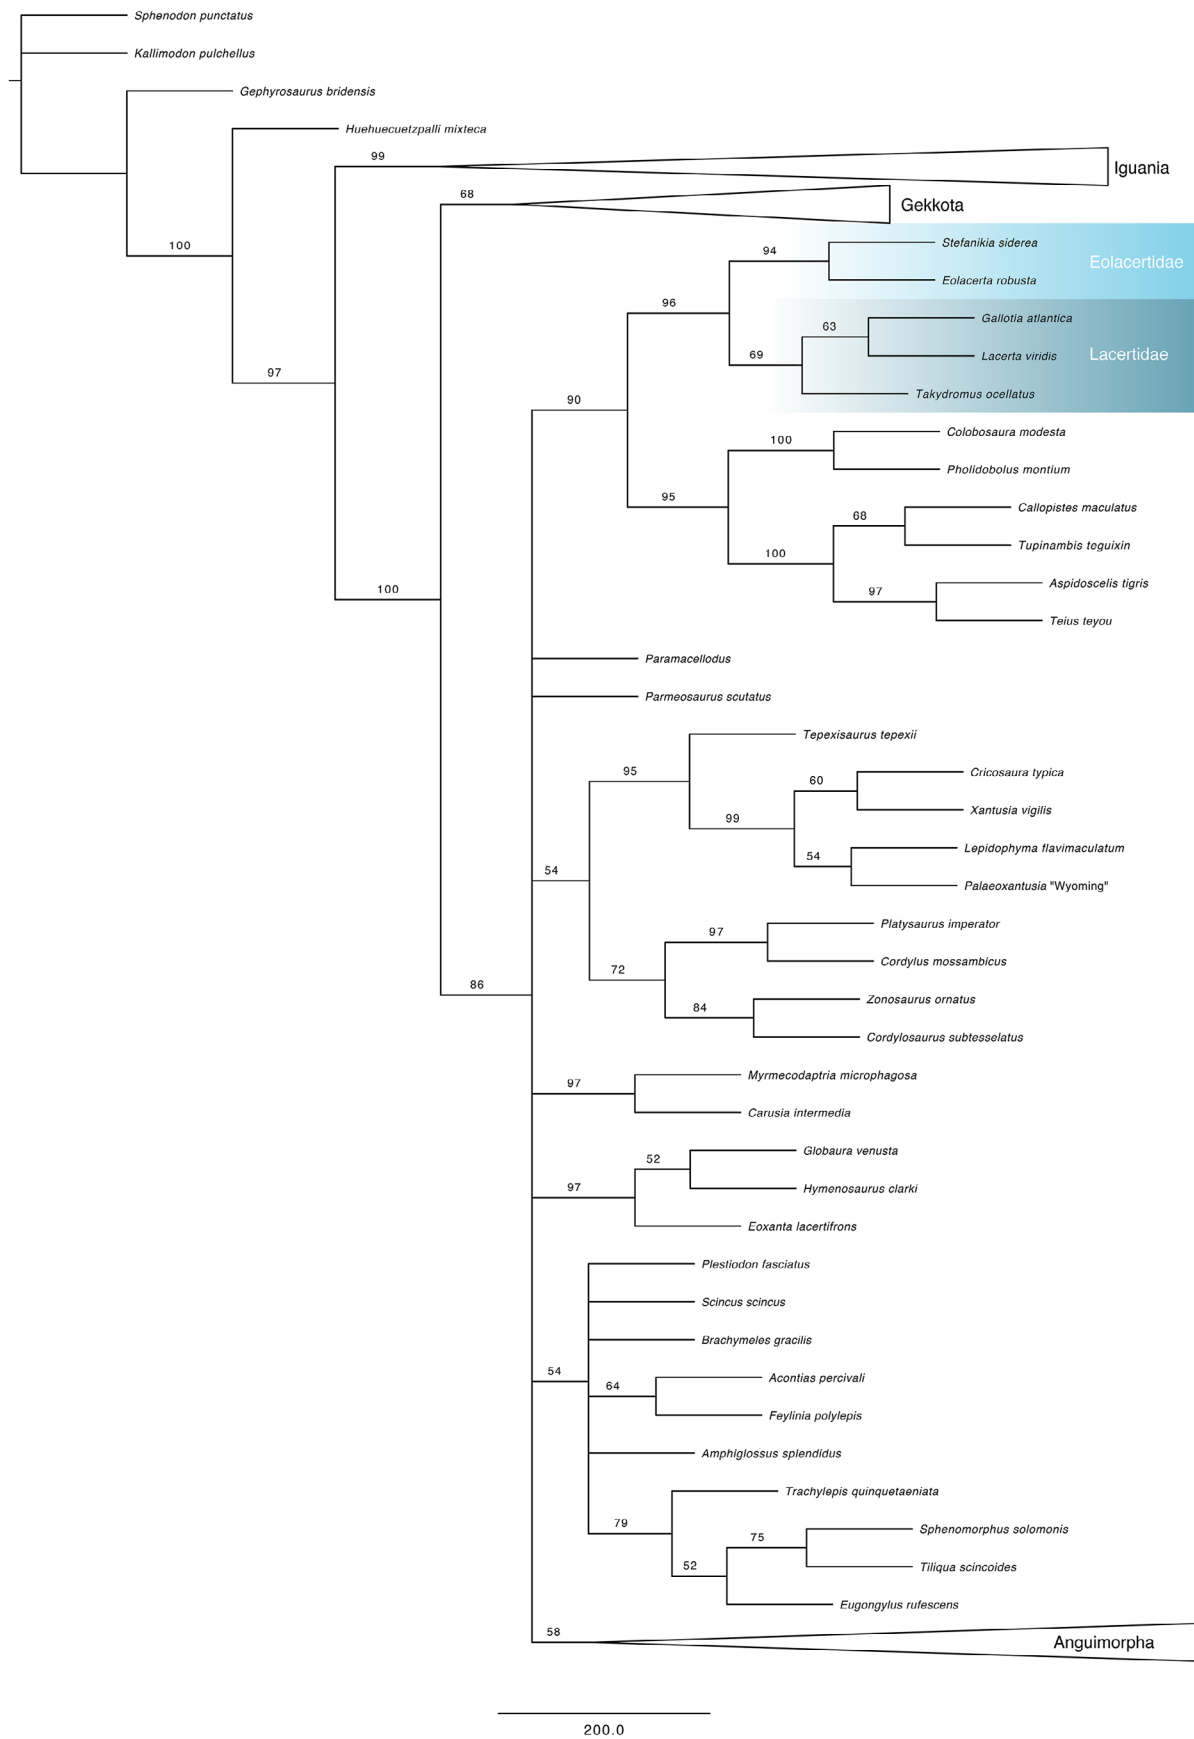 Sphenodon punctatus
Kallimodon pulchellus
Gephyrosaurus bridensis
Huehuecuetzpalli mixteca
99
Iguania
68
Gekkota
100
Stefanikia siderea
94
Eolacertidae
Eolacerta robusta
96
Gallotia atlantica
63
Lacerta viridis
Lacertidae
69
97
Takydromus ocellatus
90
Colobosaura modesta
100
Pholidobolus montium
95
Callopistes maculatus
68
Tupinambis teguixin
100
Aspidoscelis tigris
97
100
Teius teyou
Paramacellodus
Parmeosaurus scutatus
Tepexisaurus tepexii
95
Cricosaura typica
60
Xantusia vigilis
99
Lepidophyma flavimaculatum
54
54
Palaeoxantusia "Wyoming"
Platysaurus imperator
97
Cordylus mossambicus
72
86
Zonosaurus ornatus
84
Cordylosaurus subtesselatus
Myrmecodaptria microphagosa
97
Carusia intermedia
Globaura venusta
52
Hymenosaurus clarki
97
Eoxanta lacertifrons
Plestiodon fasciatus
Scincus scincus
Brachymeles gracilis
54
Acontias percivali
64
Feylinia polylepis
Amphiglossus splendidus
Trachylepis quinquetaeniata
79
Sphenomorphus solomonis
75
Tiliqua scincoides
52
Eugongylus rufescens
58
Anguimorpha
200.0